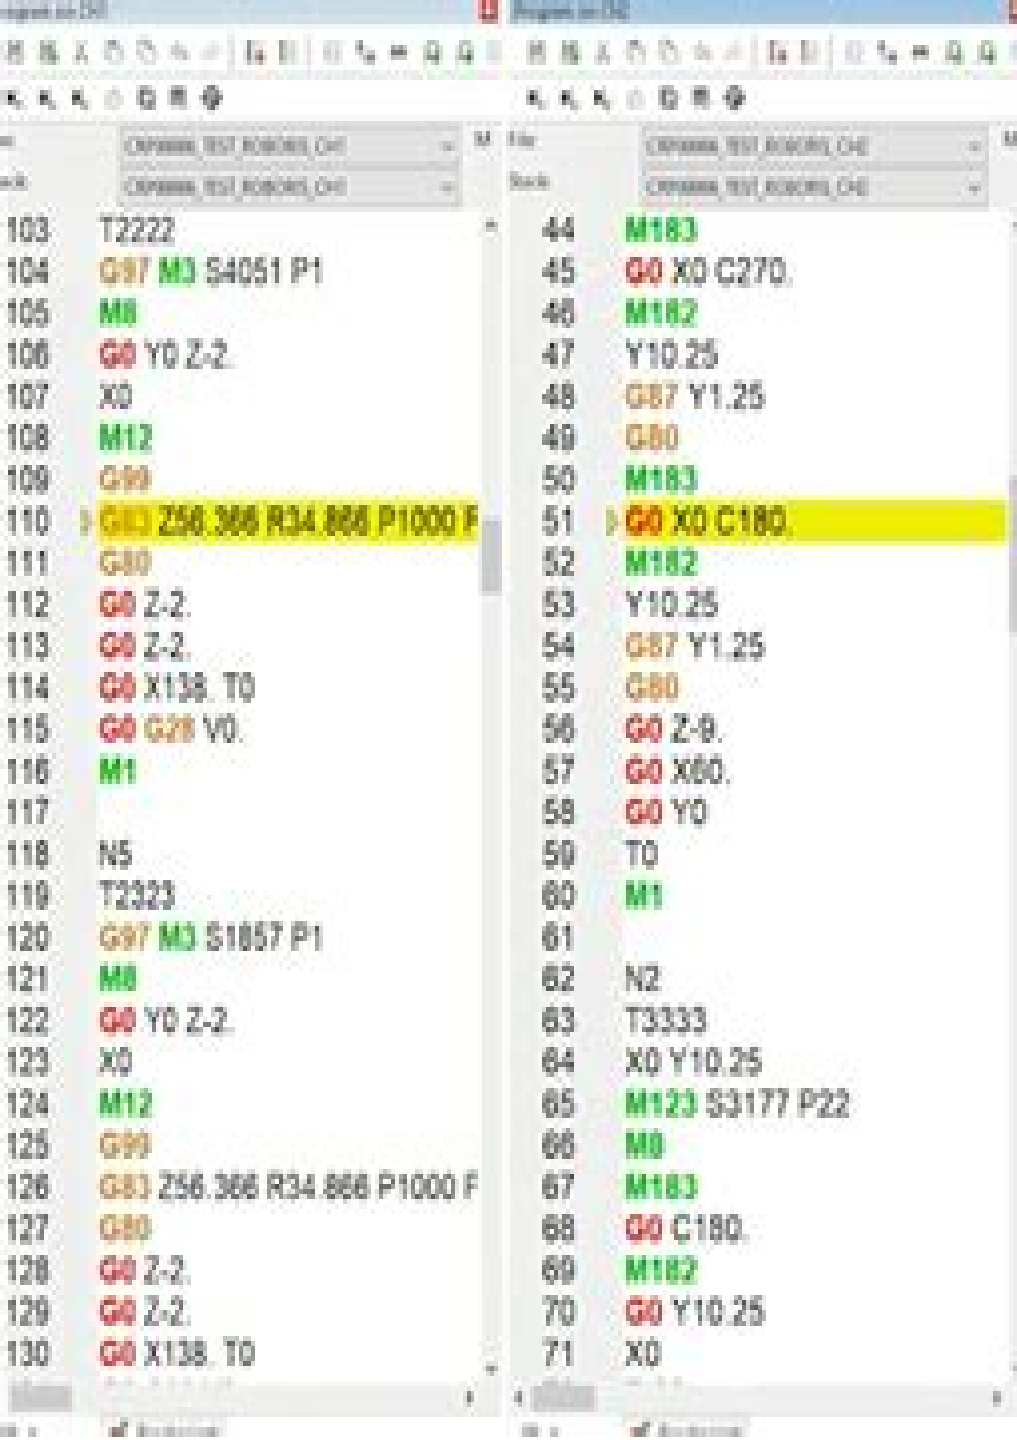 Program on CH1
103 T2222
104 G97 M3 S4051 P1
105 M8
106 G0 Y0 Z-2.
107 X0
108 M12
109 G99
110 G83 Z56.366 R34.866 P1000 F
111 G80
112 G0 Z-2.
113 G0 Z-2.
114 G0 X138. T0
115 G0 G28 V0.
116 M1
117
118 N5
119 T2323
120 G97 M3 S1857 P1
121 M8
122 G0 Y0 Z-2.
123 X0
124 M12
125 G99
126 G83 Z56.366 R34.866 P1000 F
127 G80
128 G0 Z-2.
129 G0 Z-2.
130 G0 X138. T0
Program on CH2
File
44 M183
45 G0 X0 C270.
46 M182
47 Y10.25
48 G87 Y1.25
49 G80
50 M183
51 G0 X0 C180.
52 M182
53 Y10.25
54 G87 Y1.25
55 G80
56 G0 Z-9.
57 G0 X60.
58 G0 Y0
59 T0
60 M1
61
62 N2
63 T3333
64 X0 Y10.25
65 M123 S3177 P22
66 M8
67 M183
68 G0 C180.
69 M182
70 G0 Y10.25
71 X0